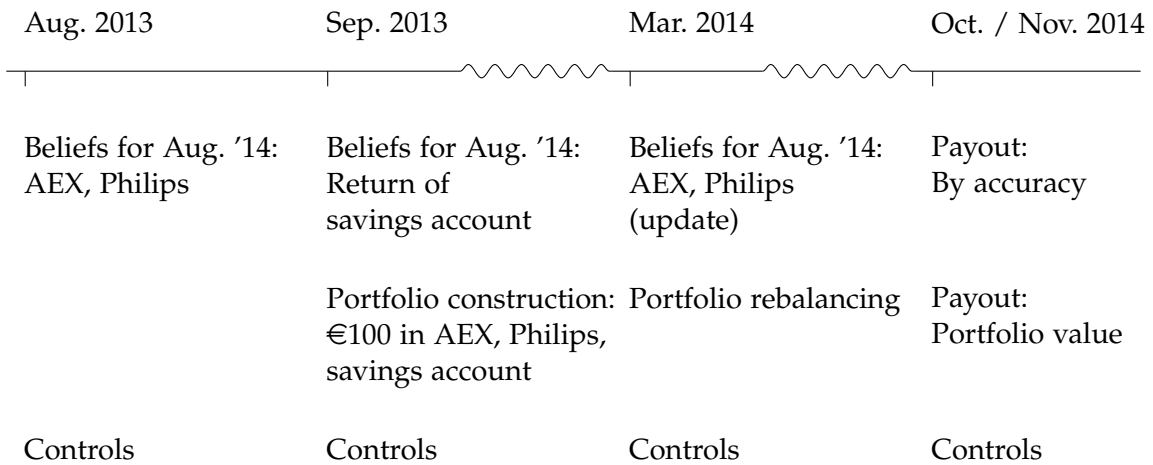 Aug. 2013
Sep. 2013
Mar. 2014
Oct. / Nov. 2014
Beliefs for Aug. ’14:
AEX, Philips
Beliefs for Aug. ’14:
Return of
savings account
Beliefs for Aug. ’14:
AEX, Philips
(update)
Payout:
By accuracy
Portfolio construction:
€100 in AEX, Philips,
savings account
Portfolio rebalancing
Payout:
Portfolio value
Controls
Controls
Controls
Controls